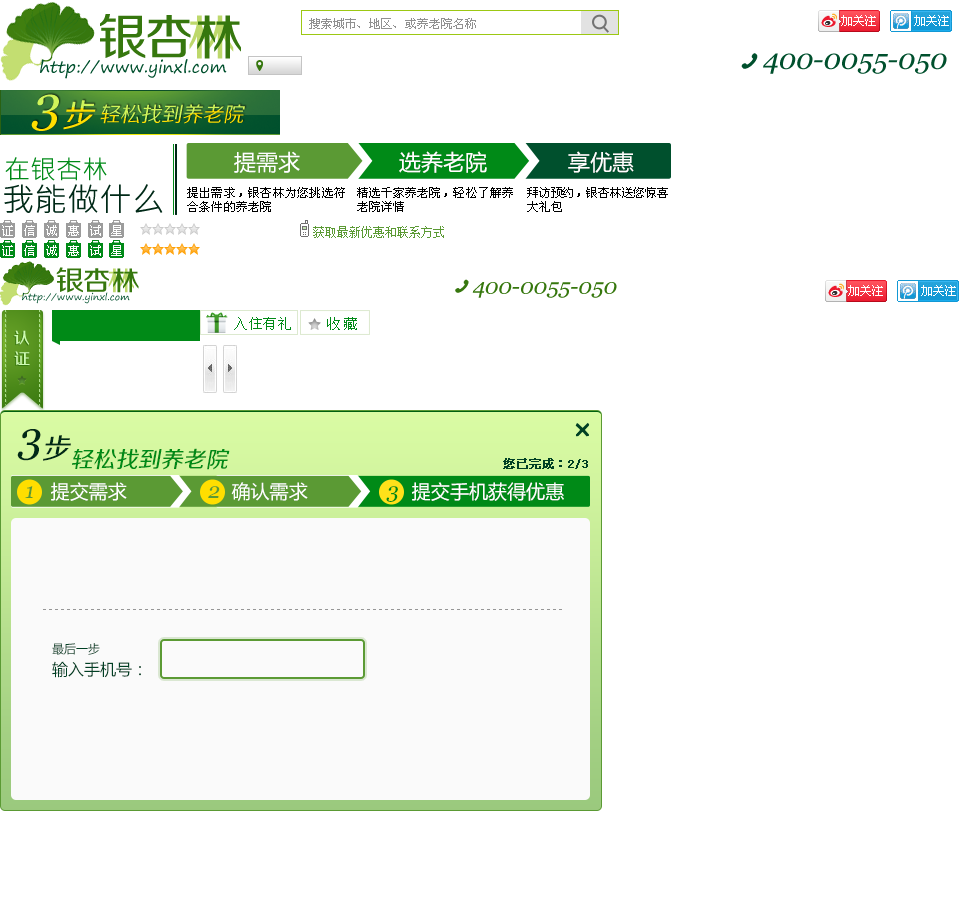 银杏林
http://www.yinxl.com
搜索城市、地区、或养老院名称
加关注
加关注
400-0055-050
3步 轻松找到养老院
在银杏林
我能做什么
提需求
选养老院
享优惠
提出需求，银杏林为您挑选符
合条件的养老院
精选千家养老院，轻松了解养
老院详情
拜访预约，银杏林送您惊喜
大礼包
证 信 诚 惠 试 星
获取最新优惠和联系方式
证 信 诚 惠 试 星
银杏林
http://www.yinxl.com
400-0055-050
加关注
加关注
认
证
入住有礼
收藏
3步 轻松找到养老院
您已完成：2/3
1 提交需求
2 确认需求
3 提交手机获得优惠
最后一步
输入手机号：